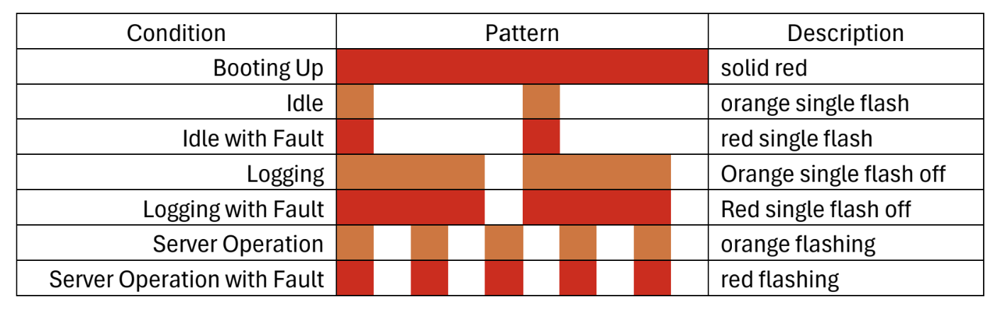 Condition Pattern Description
Booting Up solid red
Idle orange single flash
Idle with Fault red single flash
Logging Orange single flash off
Logging with Fault Red single flash off
Server Operation orange flashing
Server Operation with Fault red flashing